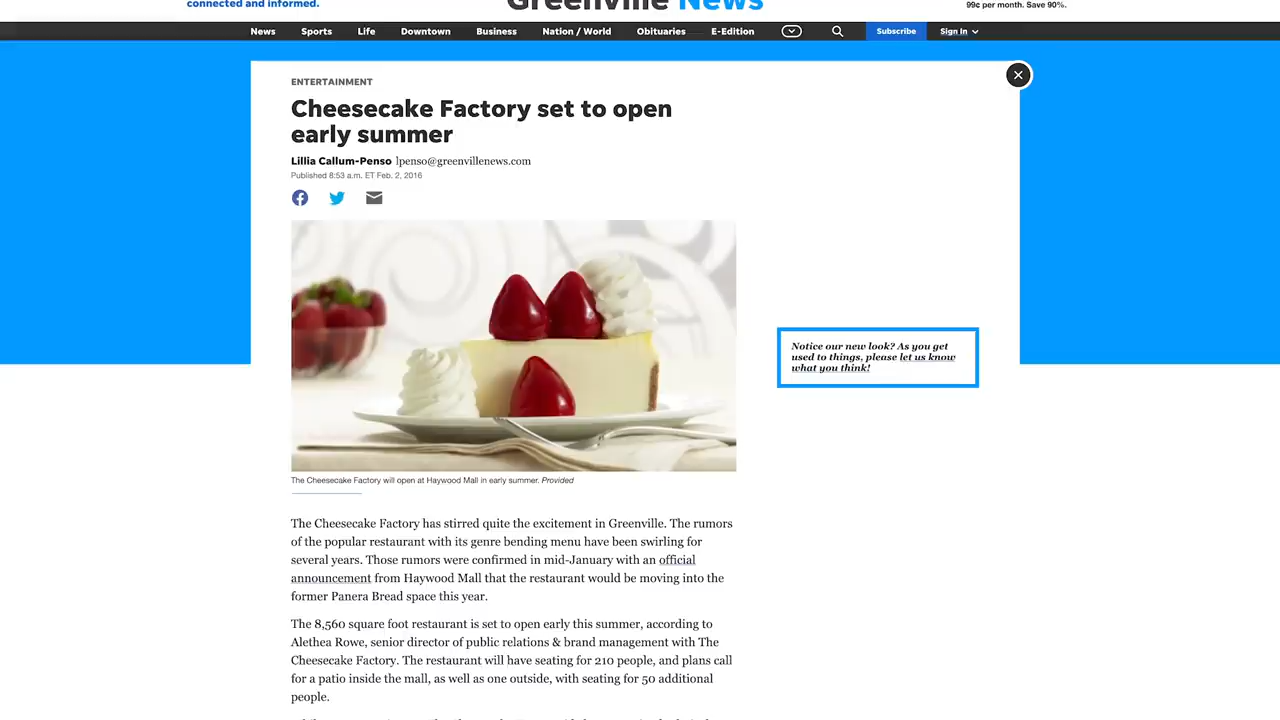 connected and informed.
Greenville News
99¢ per month. Save 90%.
News Sports Life Downtown Business Nation / World Obituaries E-Edition Subscribe Sign In
ENTERTAINMENT
Cheesecake Factory set to open
early summer
Lillia Callum-Penso lpenso@greenvillenews.com
Published 8:53 a.m. ET Feb. 2, 2016
Notice our new look? As you get
used to things, please let us know
what you think!
The Cheesecake Factory will open at Haywood Mall in early summer. Provided
The Cheesecake Factory has stirred quite the excitement in Greenville. The rumors
of the popular restaurant with its genre bending menu have been swirling for
several years. Those rumors were confirmed in mid-January with an official
announcement from Haywood Mall that the restaurant would be moving into the
former Panera Bread space this year.
The 8,560 square foot restaurant is set to open early this summer, according to
Alethea Rowe, senior director of public relations & brand management with The
Cheesecake Factory. The restaurant will have seating for 210 people, and plans call
for a patio inside the mall, as well as one outside, with seating for 50 additional
people.